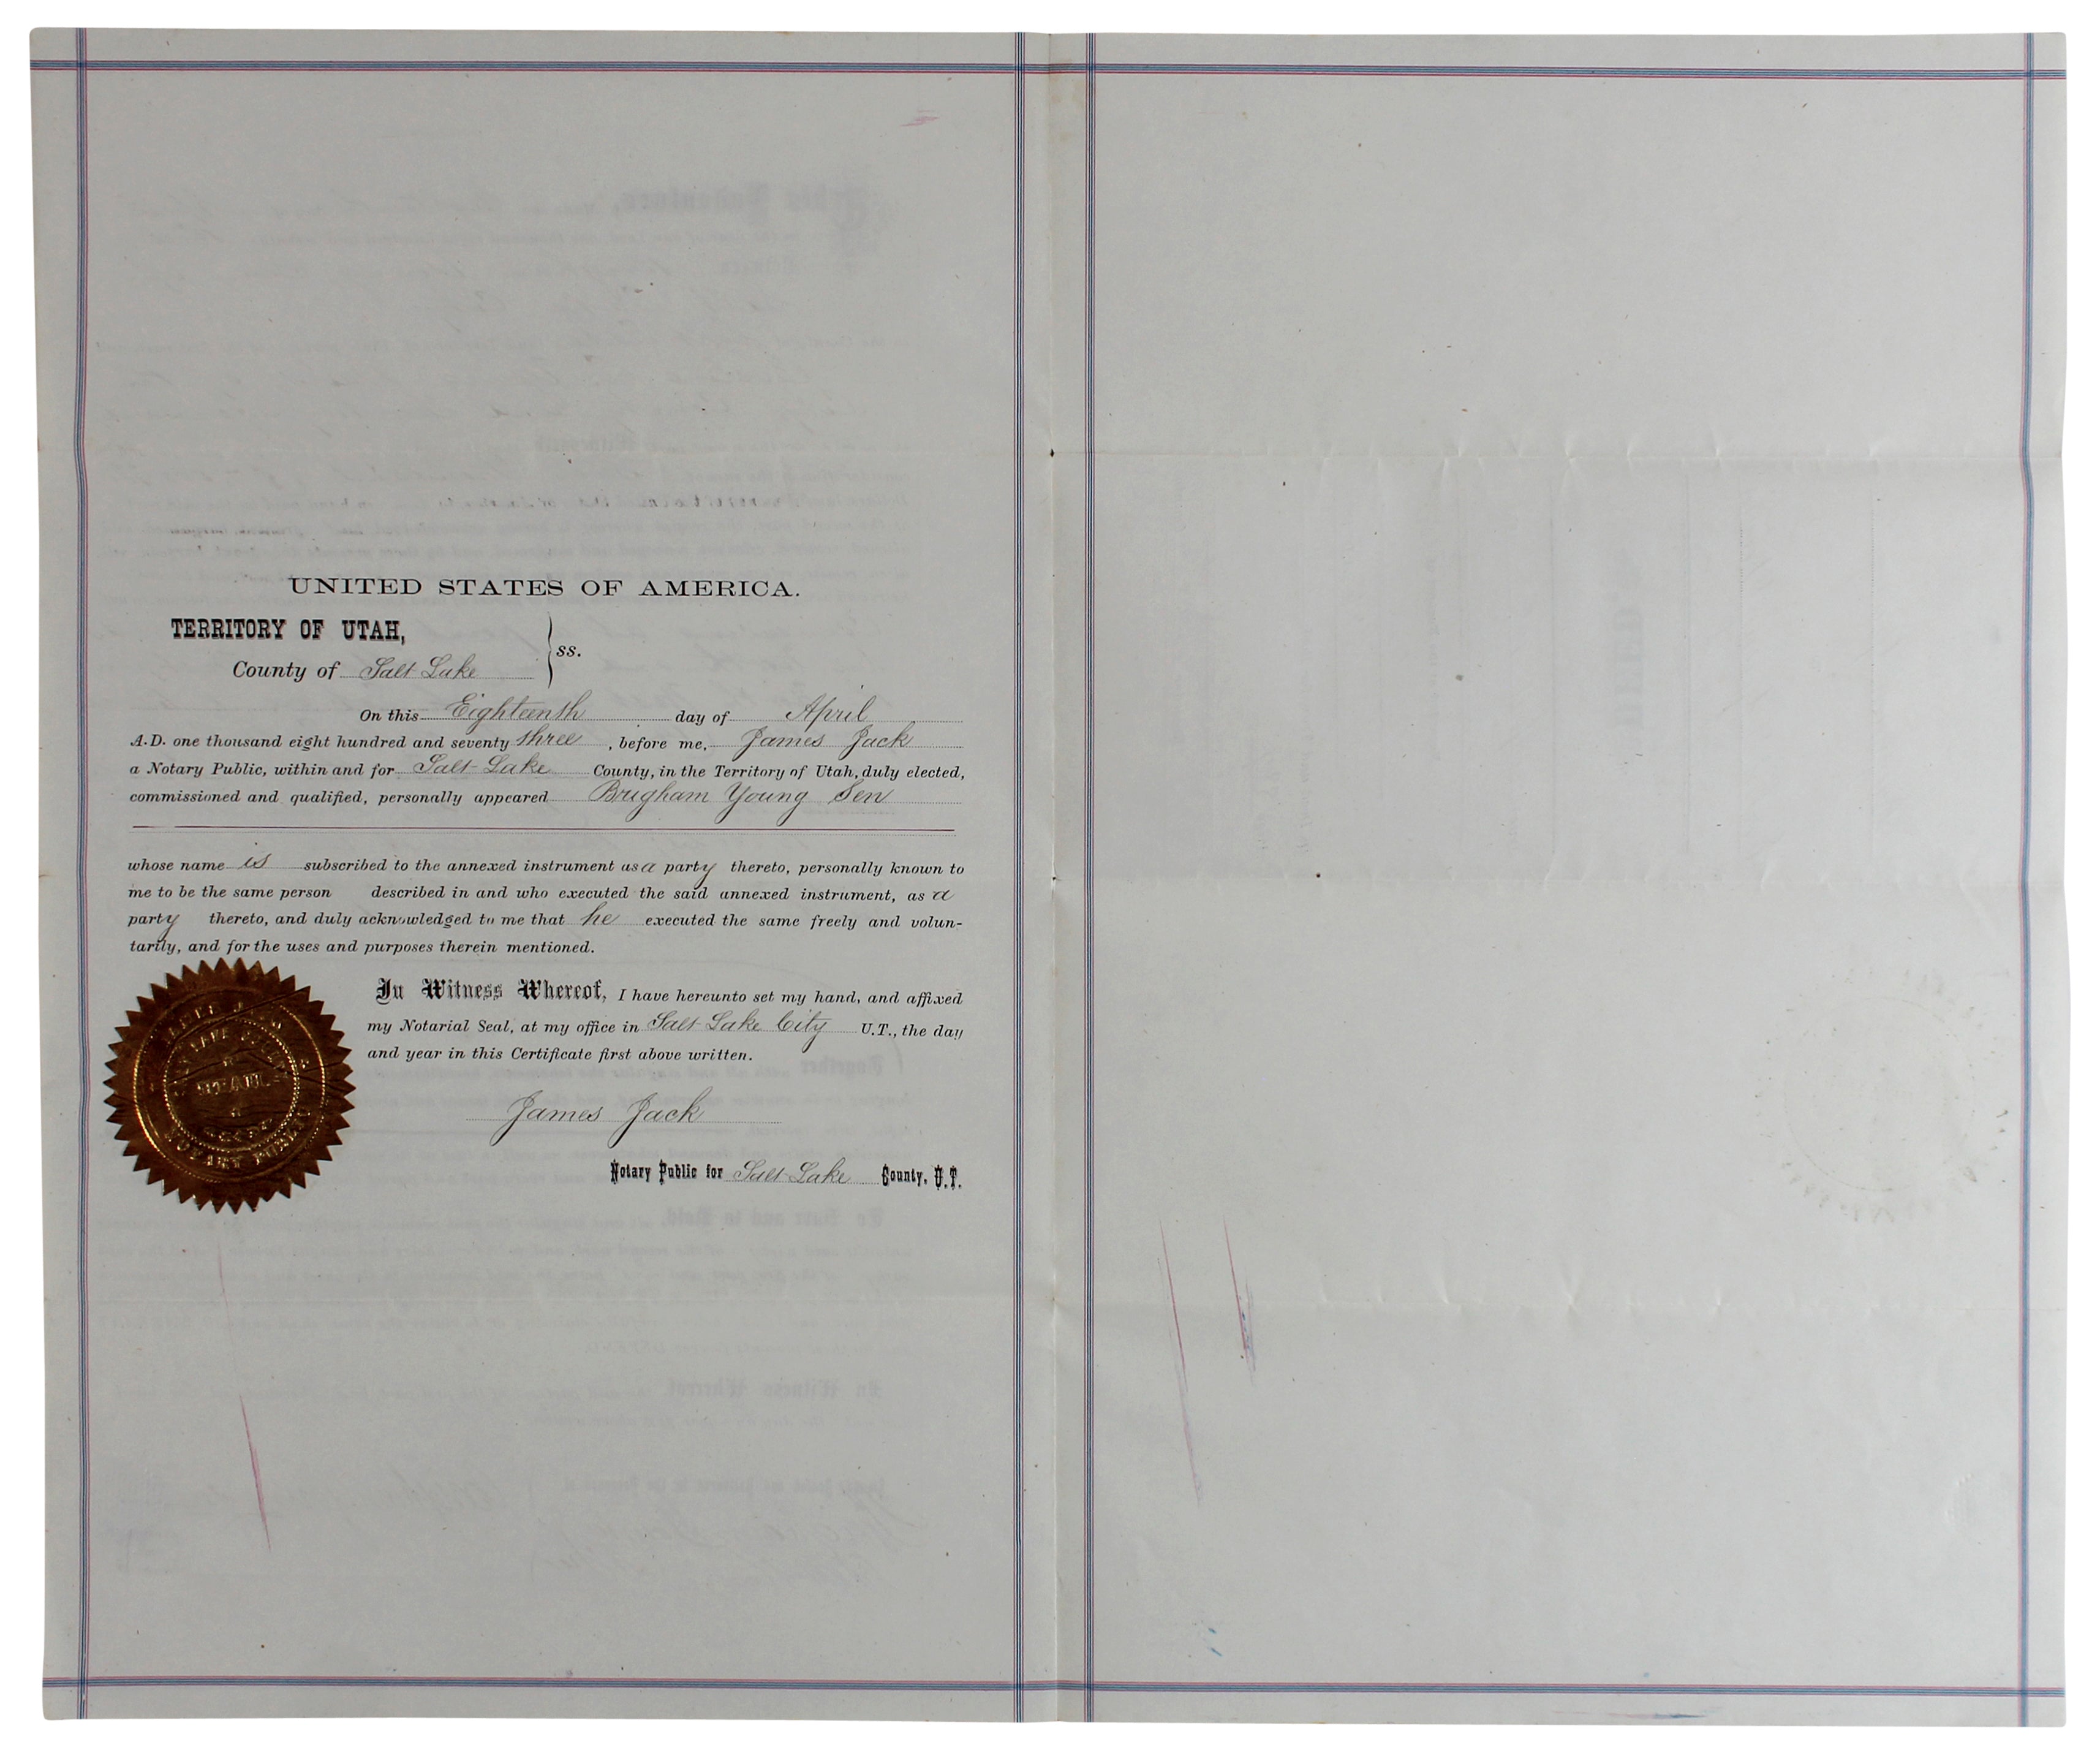 UNITED STATES OF AMERICA.
TERRITORY OF UTAH,
ss.
County of Salt Lake
On this Eighteenth day of April
A.D. one thousand eight hundred and seventy three, before me, James Jack
a Notary Public, within and for Salt Lake County, in the Territory of Utah, duly elected,
commissioned and qualified, personally appeared Brigham Young Sen
whose name is subscribed to the annexed instrument as a party thereto, personally known to
me to be the same person described in and who executed the said annexed instrument, as a
party thereto, and duly acknowledged to me that he executed the same freely and volun-
tarily, and for the uses and purposes therein mentioned.
In Witness Whereof, I have hereunto set my hand, and affixed
my Notarial Seal, at my office in Salt Lake City U.T., the day
and year in this Certificate first above written.
James Jack
Notary Public for Salt Lake County, U.T.
NOTARY PUBLIC